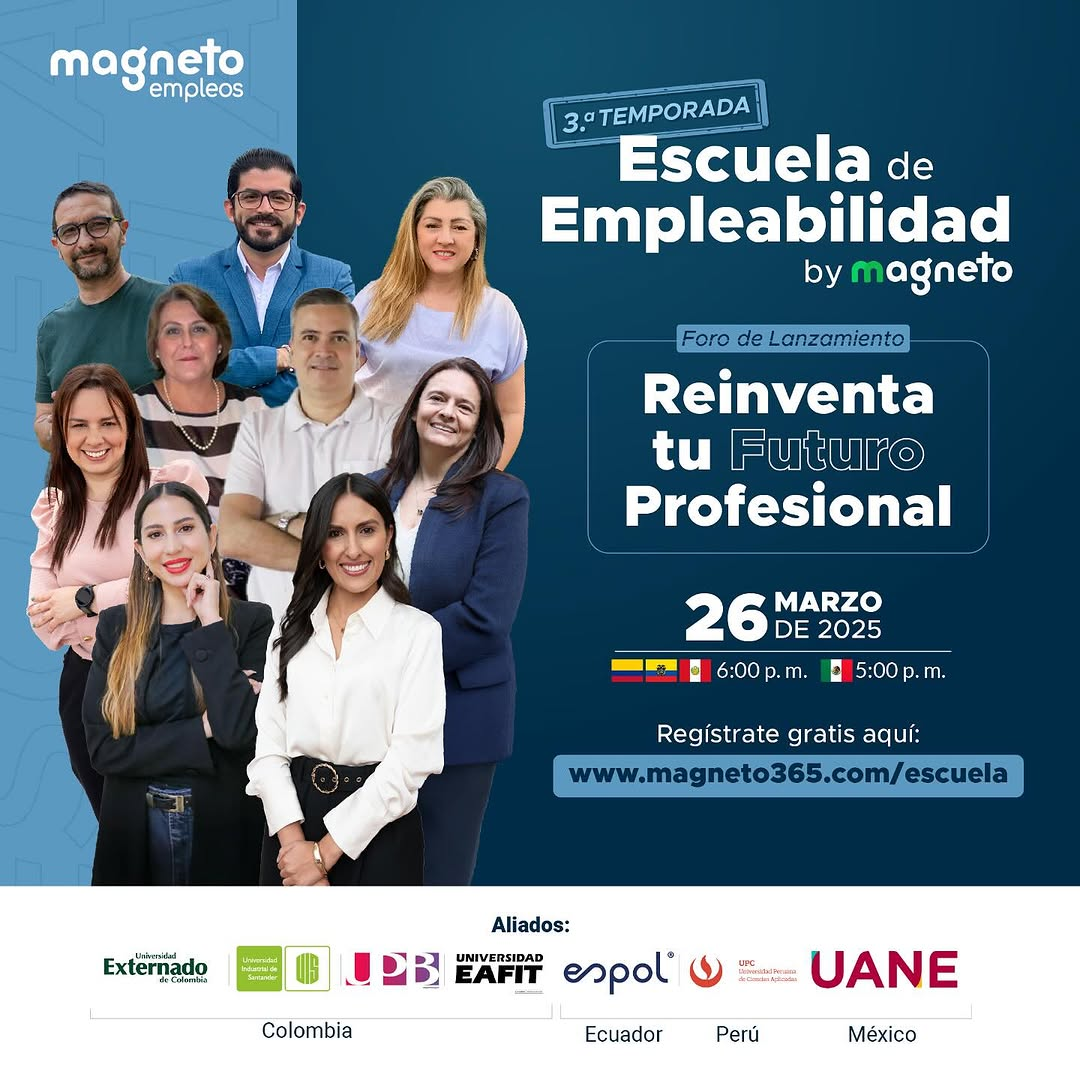 magneto
empleos
3.ª TEMPORADA
Escuela de
Empleabilidad
by magneto
Foro de Lanzamiento
Reinventa
tu Futuro
Profesional
26 MARZO
DE 2025
6:00 p. m. 5:00 p. m.
Regístrate gratis aquí:
www.magneto365.com/escuela
Aliados:
Universidad
Externado
de Colombia
Universidad
Industrial de
Santander
UIS
UPB
UNIVERSIDAD
EAFIT
espol®
UPC
Universidad Peruana
de Ciencias Aplicadas
UANE
Colombia
Ecuador
Perú
México